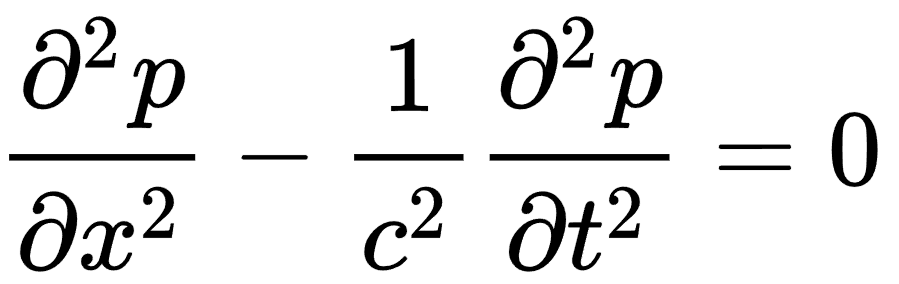 ∂²p/∂x² − 1/c² ∂²p/∂t² = 0